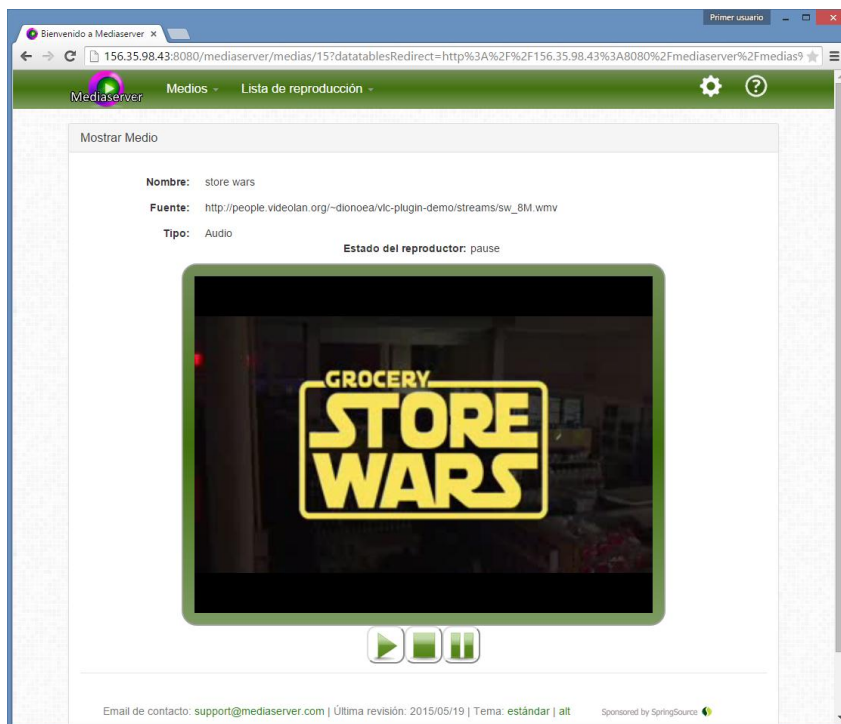 Primer usuario
Bienvenido a Mediaserver
156.35.98.43:8080/mediaserver/medias/15?datatablesRedirect=http%3A%2F%2F156.35.98.43%3A8080%2Fmediaserver%2Fmedias9
Mediaserver Medios Lista de reproducción
Mostrar Medio
Nombre: store wars
Fuente: http://people.videolan.org/~dionoea/vlc-plugin-demo/streams/sw_8M.wmv
Tipo: Audio
Estado del reproductor: pause
GROCERY
STORE
WARS
Email de contacto: support@mediaserver.com | Última revisión: 2015/05/19 | Tema: estándar | alt Sponsored by SpringSource